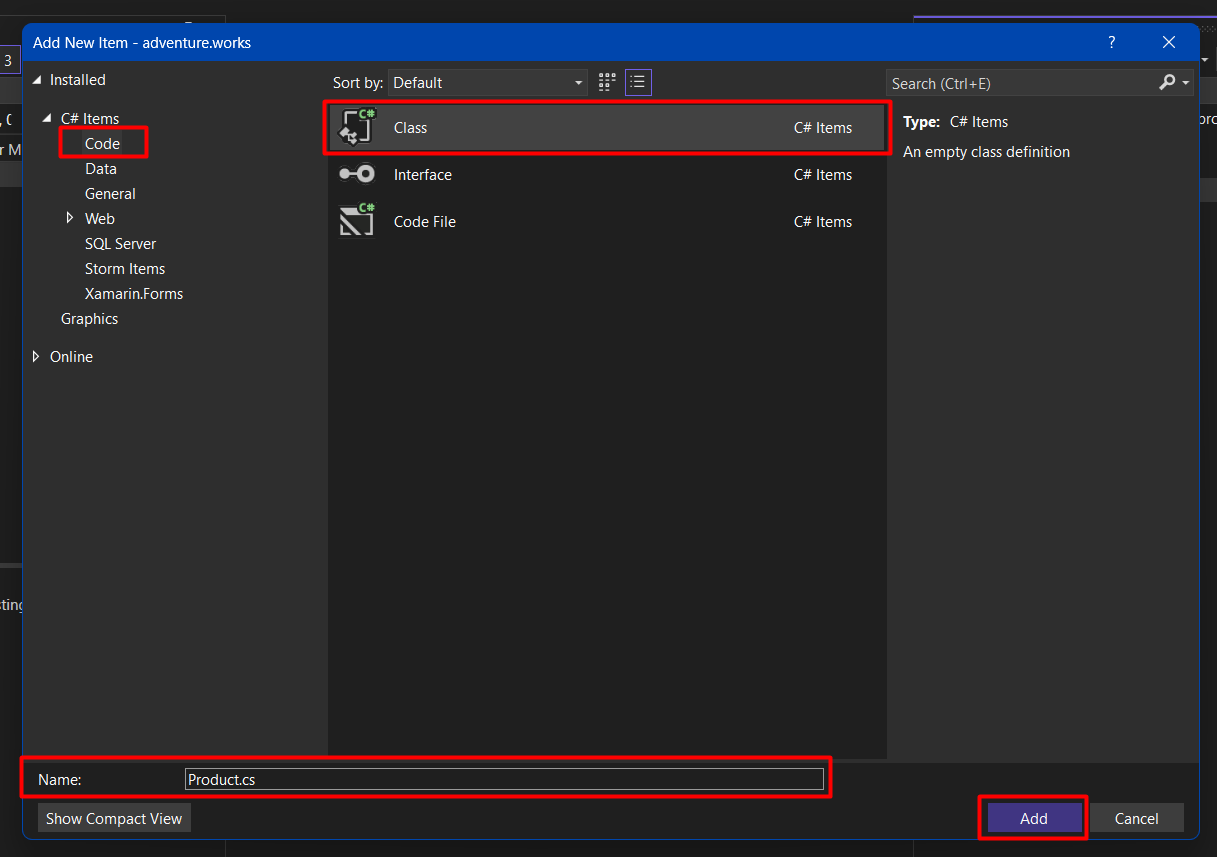 Add New Item - adventure.works
?
3
Installed
Sort by: Default
Search (Ctrl+E)
C# Items
Code
Data
General
Web
SQL Server
Storm Items
Xamarin.Forms
Graphics
Online
C#
Class C# Items
Interface C# Items
C#
Code File C# Items
Type: C# Items
An empty class definition
Name: Product.cs
Show Compact View
Add
Cancel